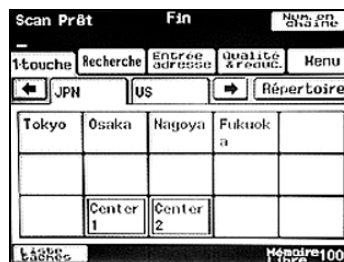 Scan Prêt Fin Num. en chaîne
1-touche Recherche Entrée adresse Qualité & réduc. Menu
JPN US Répertoire
Tokyo Osaka Nagoya Fukuoka
Center 1 Center 2
Liste tâches Mémoire Libre 100